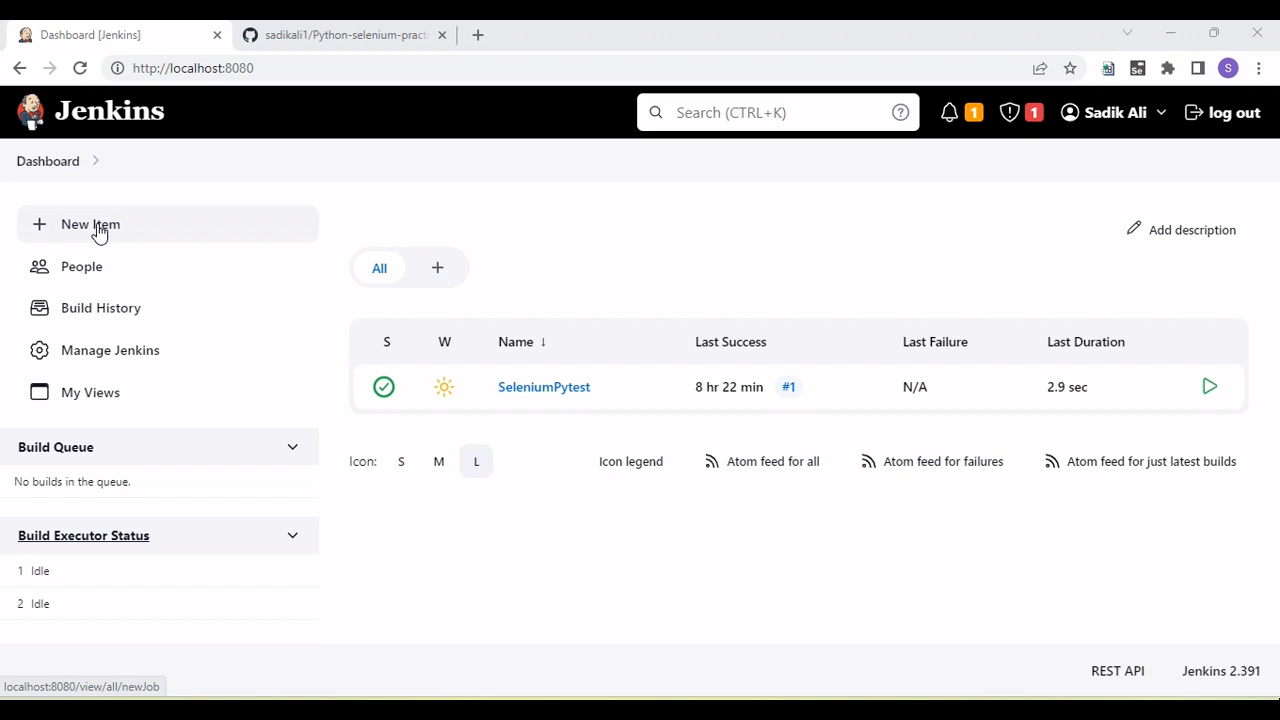 Dashboard [Jenkins]
sadikali1/Python-selenium-practi
http://localhost:8080
Se
S
Jenkins
Search (CTRL+K)
1
1
Sadik Ali
log out
Dashboard
New Item
People
Build History
Manage Jenkins
My Views
Build Queue
No builds in the queue.
Build Executor Status
1 Idle
2 Idle
Add description
All
S W Name ↓ Last Success Last Failure Last Duration
SeleniumPytest 8 hr 22 min #1 N/A 2.9 sec
Icon: S M L
Icon legend
Atom feed for all
Atom feed for failures
Atom feed for just latest builds
REST API
Jenkins 2.391
localhost:8080/view/all/newJob